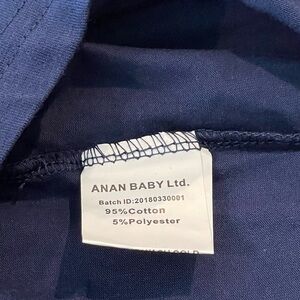 ANAN BABY Ltd.
Batch ID:20180330001
95%Cotton
5%Polyester